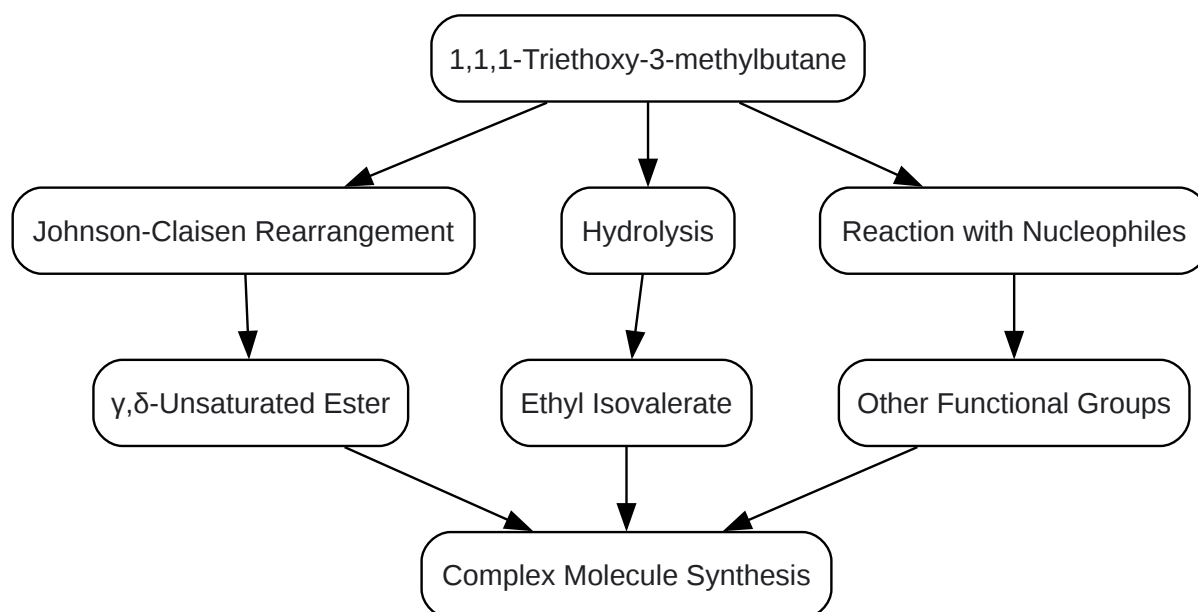 1,1,1-Triethoxy-3-methylbutane
Johnson-Claisen Rearrangement
Hydrolysis
Reaction with Nucleophiles
γ,δ-Unsaturated Ester
Ethyl Isovalerate
Other Functional Groups
Complex Molecule Synthesis